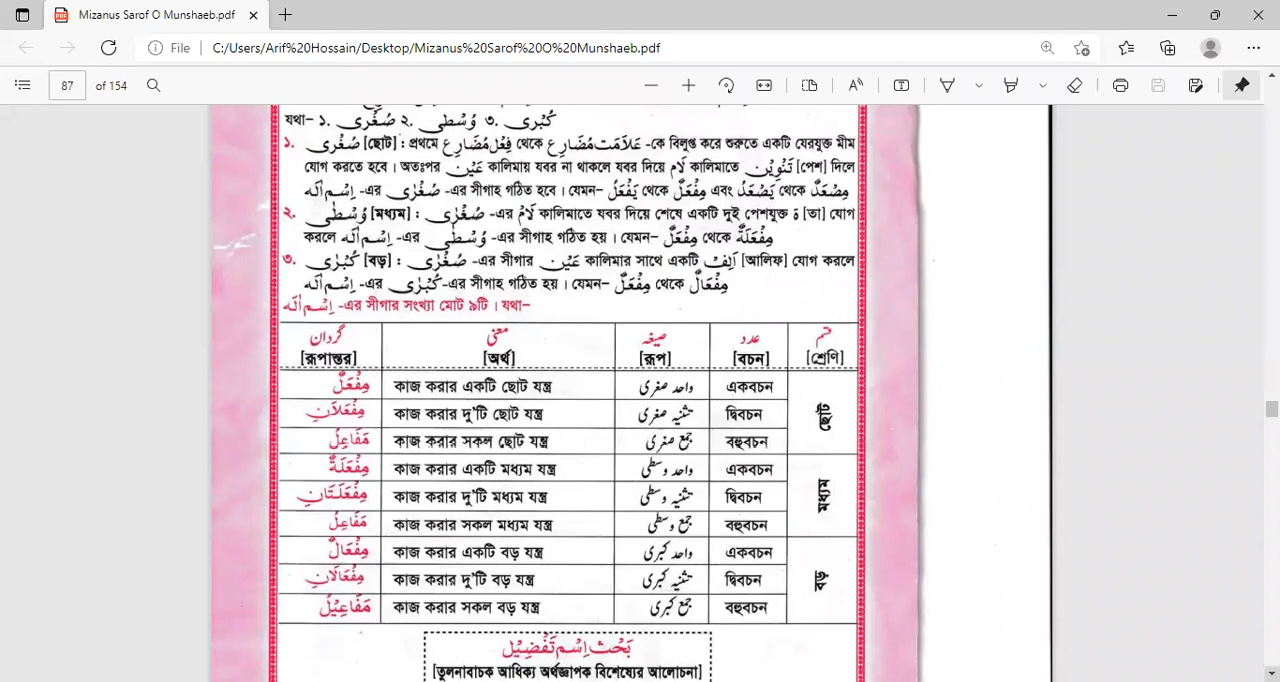 Mizanus Sarof O Munshaeb.pdf
File C:/Users/Arif%20Hossain/Desktop/Mizanus%20Sarof%20O%20Munshaeb.pdf
87 of 154
যথা– ১. صُغْرٰى ২. وُسْطٰى ৩. كُبْرٰى
১. صُغْرٰى [ছোট] : প্রথমে فِعْل مُضَارِع থেকে عَلَامَت مُضَارِع -কে বিলুপ্ত করে শুরুতে একটি যেরযুক্ত মীম
যোগ করতে হবে। অতঃপর عَيْن কালিমায় যবর না থাকলে যবর দিয়ে لَام কালিমাতে تَنْوِيْن [পেশ] দিলে
اِسْم اٰلَه -এর صُغْرٰى -এর সীগাহ গঠিত হবে। যেমন– يَفْعَلُ থেকে مِفْعَلٌ এবং يَصْعَدُ থেকে مِصْعَدٌ
২. وُسْطٰى [মধ্যম] : صُغْرٰى -এর لَام কালিমাতে যবর দিয়ে শেষে একটি দুই পেশযুক্ত ة [তা] যোগ
করলে اِسْم اٰلَه -এর وُسْطٰى -এর সীগাহ গঠিত হয়। যেমন– مِفْعَلٌ থেকে مِفْعَلَةٌ
৩. كُبْرٰى [বড়] : صُغْرٰى -এর সীগার عَيْن কালিমার সাথে একটি اَلِفْ [আলিফ] যোগ করলে
اِسْم اٰلَه -এর كُبْرٰى-এর সীগাহ গঠিত হয়। যেমন– مِفْعَلٌ থেকে مِفْعَالٌ
اِسْم اٰلَه -এর সীগার সংখ্যা মোট ৯টি। যথা–
گردان معنی صیغہ عدد قسم
[রূপান্তর] [অর্থ] [রূপ] [বচন] [শ্রেণি]
مِفْعَلٌ কাজ করার একটি ছোট যন্ত্র واحد صغری একবচন
مِفْعَلَانِ কাজ করার দু'টি ছোট যন্ত্র تثنیہ صغری দ্বিবচন ছোট
مَفَاعِلُ কাজ করার সকল ছোট যন্ত্র جمع صغری বহুবচন
مِفْعَلَةٌ কাজ করার একটি মধ্যম যন্ত্র واحد وسطی একবচন
مِفْعَلَتَانِ কাজ করার দু'টি মধ্যম যন্ত্র تثنیہ وسطی দ্বিবচন মধ্যম
مَفَاعِلُ কাজ করার সকল মধ্যম যন্ত্র جمع وسطی বহুবচন
مِفْعَالٌ কাজ করার একটি বড় যন্ত্র واحد کبری একবচন
مِفْعَالَانِ কাজ করার দু'টি বড় যন্ত্র تثنیہ کبری দ্বিবচন বড়
مَفَاعِيْلُ কাজ করার সকল বড় যন্ত্র جمع کبری বহুবচন
بَحْث اِسْم تَفْضِيْل
[তুলনাবাচক আধিক্য অর্থজ্ঞাপক বিশেষ্যের আলোচনা]